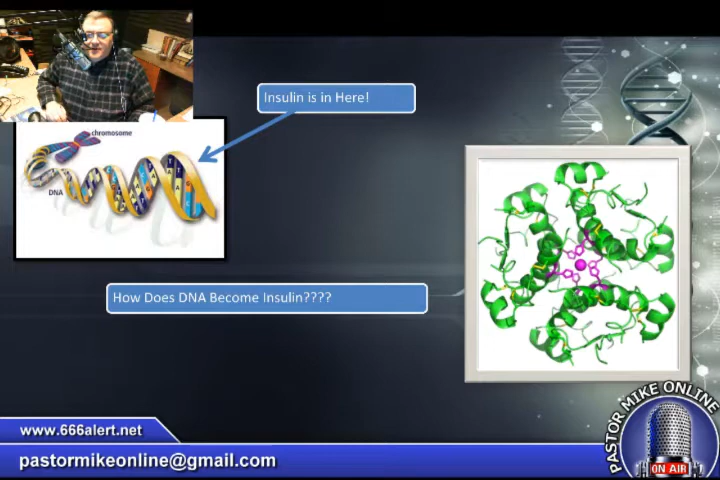 Insulin is in Here!
chromosome
DNA
How Does DNA Become Insulin????
www.666alert.net
pastormikeonline@gmail.com
PASTOR MIKE ONLINE
ON AIR